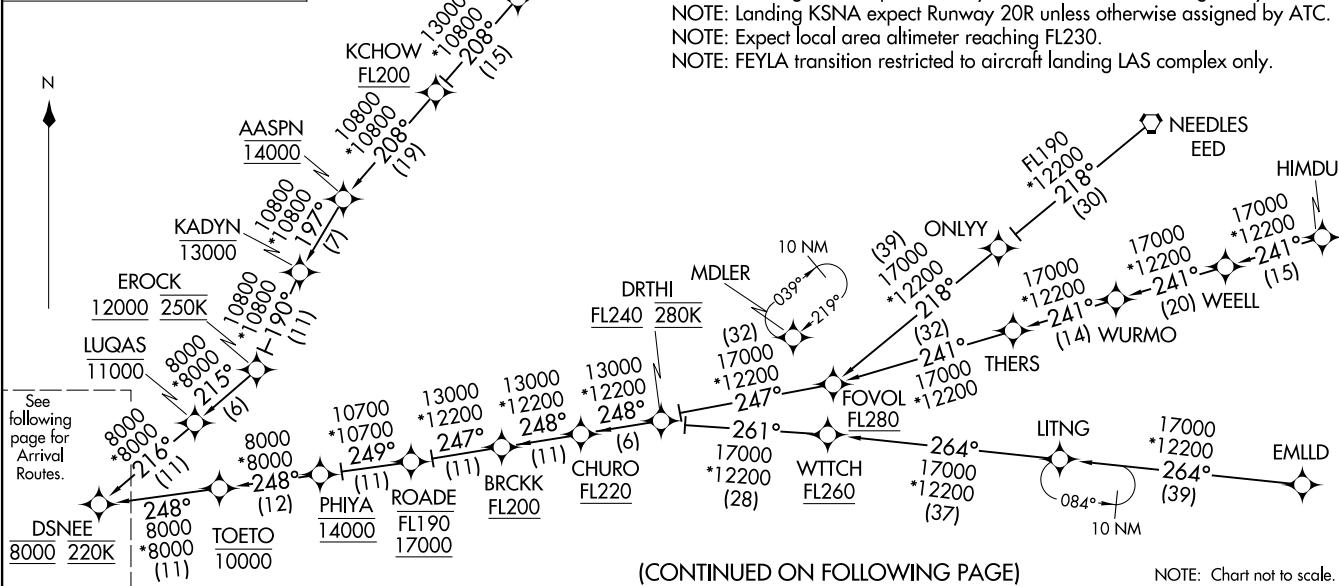 NOTE: Landing KSNA expect Runway 20R unless otherwise assigned by ATC.
NOTE: Expect local area altimeter reaching FL230.
NOTE: FEYLA transition restricted to aircraft landing LAS complex only.
N
13000
*10800
208°
(15)
KCHOW
FL200
10800
*10800
208°
(19)
AASPN
14000
10800
*10800
197°
(7)
KADYN
13000
10800
*10800
190°
(11)
EROCK
12000 250K
8000
*8000
215°
(6)
LUQAS
11000
8000
*8000
216°
(11)
See
following
page for
Arrival
Routes.
DSNEE
8000 220K
248°
8000
*8000
(11)
TOETO
10000
8000
*8000
248°
(12)
PHIYA
14000
10700
*10700
249°
(11)
ROADE
FL190
17000
13000
*12200
247°
(11)
BRCKK
FL200
13000
*12200
248°
(11)
CHURO
FL220
13000
*12200
248°
(6)
DRTHI
FL240 280K
MDLER
10 NM
039°
219°
(32)
17000
*12200
247°
261°
17000
*12200
(28)
FOVOL
FL280
WTTCH
FL260
(39)
17000
*12200
218°
ONLYY
FL190
*12200
218°
(30)
NEEDLES
EED
(32)
241°
17000
*12200
THERS
17000
*12200
241°
(14)
WURMO
17000
*12200
241°
(20)
WEELL
17000
*12200
241°
(15)
HIMDU
264°
17000
*12200
(37)
LITNG
084°
10 NM
17000
*12200
264°
(39)
EMLLD
(CONTINUED ON FOLLOWING PAGE)
NOTE: Chart not to scale.